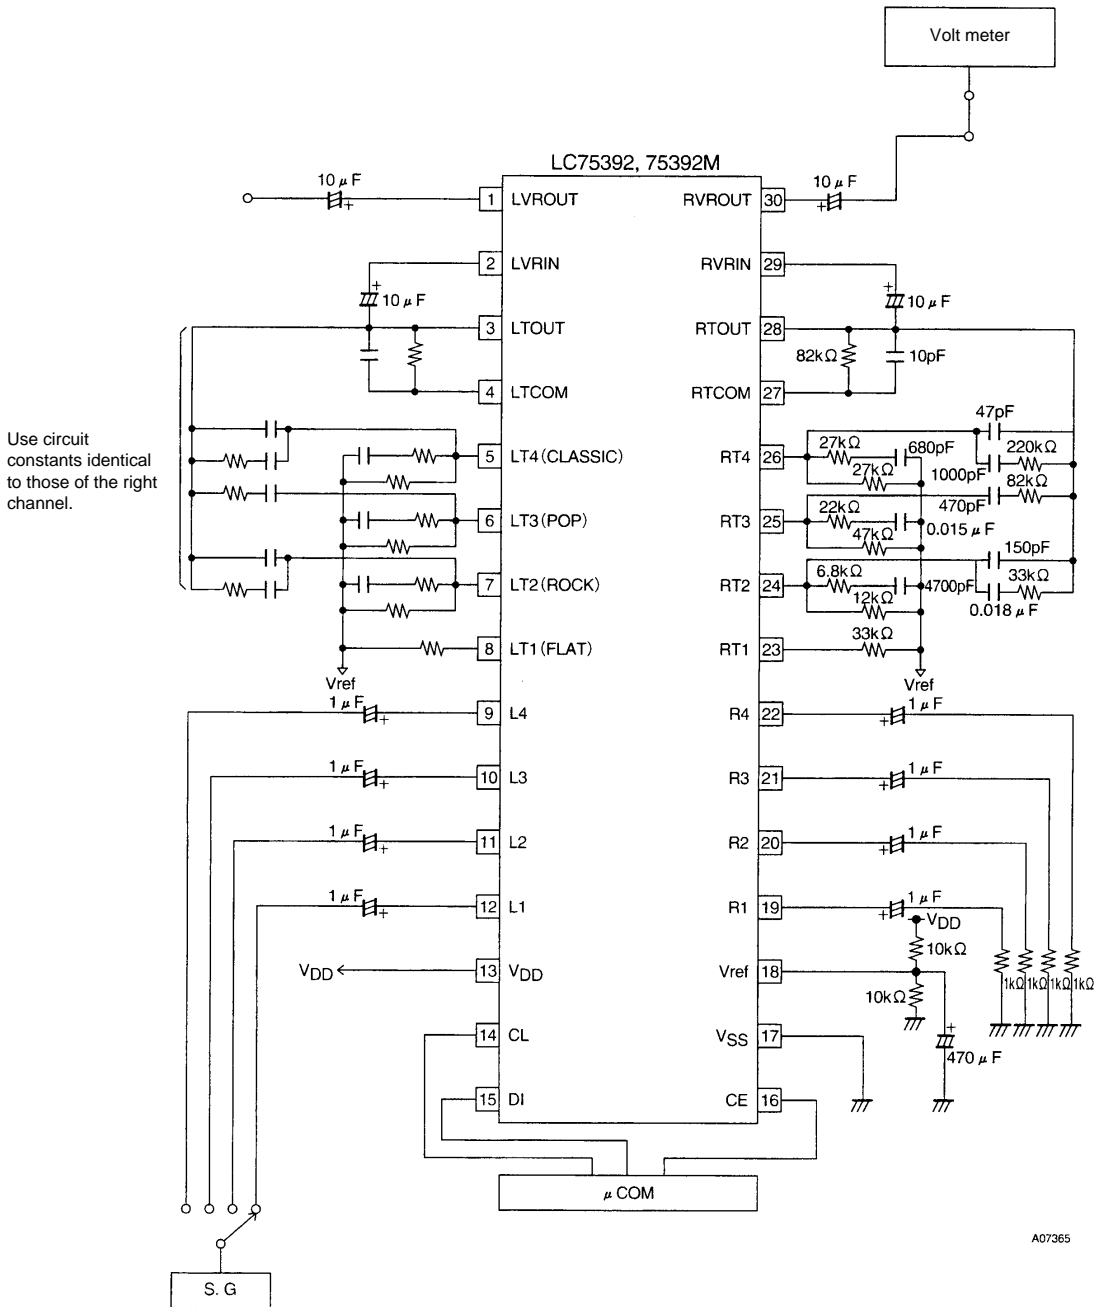 Volt meter
LC75392, 75392M
10 μF
1 LVROUT
RVROUT 30
10 μF
+
+
2 LVRIN
RVRIN 29
+
10 μF
+
10 μF
3 LTOUT
RTOUT 28
82kΩ
10pF
4 LTCOM
RTCOM 27
Use circuit
constants identical
to those of the right
channel.
5 LT4(CLASSIC)
RT4 26
27kΩ
680pF
27kΩ
47pF
220kΩ
1000pF
82kΩ
470pF
6 LT3(POP)
RT3 25
22kΩ
0.015 μF
47kΩ
150pF
7 LT2(ROCK)
RT2 24
6.8kΩ
4700pF
12kΩ
33kΩ
0.018 μF
8 LT1(FLAT)
RT1 23
33kΩ
Vref
Vref
1 μF
+
9 L4
R4 22
1 μF
+
1 μF
+
10 L3
R3 21
1 μF
+
1 μF
+
11 L2
R2 20
1 μF
+
1 μF
+
12 L1
R1 19
1 μF
+
VDD
10kΩ
VDD
13 VDD
Vref 18
10kΩ
1kΩ 1kΩ 1kΩ 1kΩ
14 CL
VSS 17
+
470 μF
15 DI
CE 16
μ COM
S. G
A07365